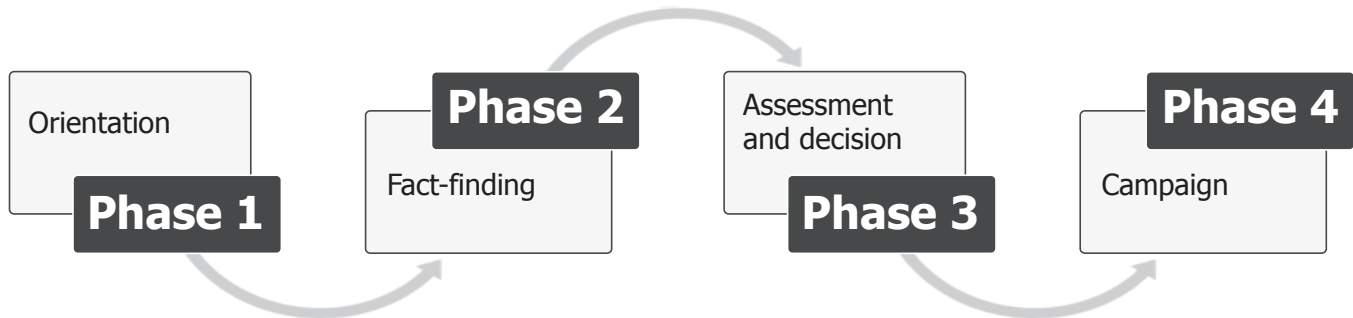 Orientation
Phase 1
Phase 2
Fact-finding
Assessment
and decision
Phase 3
Phase 4
Campaign